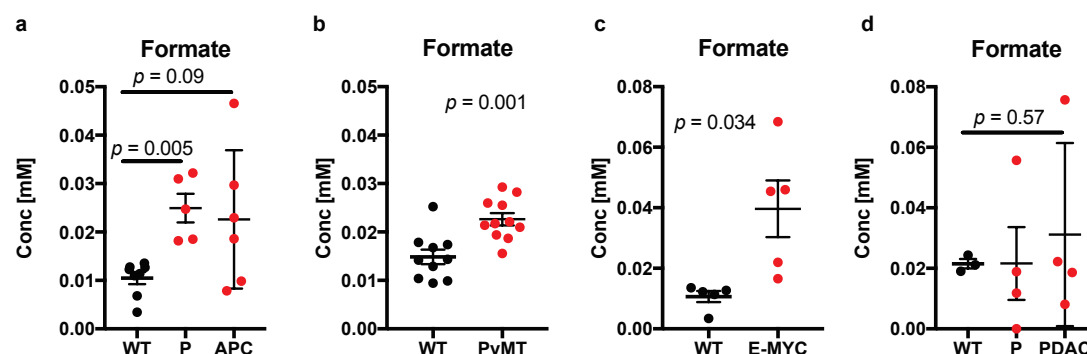 a
Formate
p = 0.09
p = 0.005
Conc [mM]
0.05
0.04
0.03
0.02
0.01
0.00
WT P APC
b
Formate
p = 0.001
Conc [mM]
0.05
0.04
0.03
0.02
0.01
0.00
WT PyMT
c
Formate
p = 0.034
Conc [mM]
0.08
0.06
0.04
0.02
0.00
WT E-MYC
d
Formate
p = 0.57
Conc [mM]
0.08
0.06
0.04
0.02
0.00
WT P PDAC